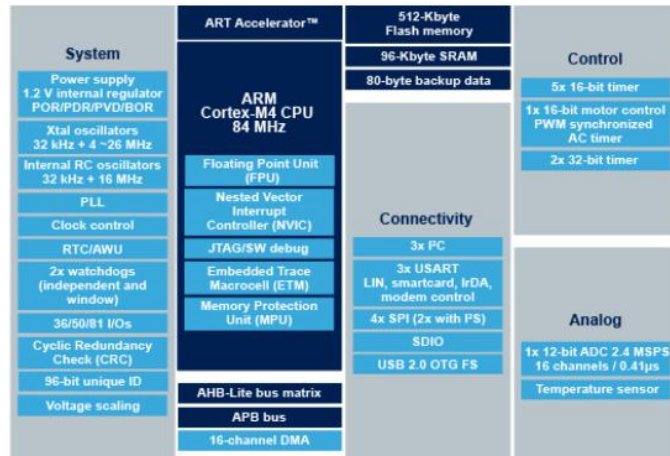 System
Power supply
1.2 V internal regulator
POR/PDR/PVD/BOR
Xtal oscillators
32 kHz + 4 ~26 MHz
Internal RC oscillators
32 kHz + 16 MHz
PLL
Clock control
RTC/AWU
2x watchdogs
(independent and
window)
36/50/81 I/Os
Cyclic Redundancy
Check (CRC)
96-bit unique ID
Voltage scaling
ART Accelerator™
ARM
Cortex-M4 CPU
84 MHz
Floating Point Unit
(FPU)
Nested Vector
Interrupt
Controller (NVIC)
JTAG/SW debug
Embedded Trace
Macrocell (ETM)
Memory Protection
Unit (MPU)
AHB-Lite bus matrix
APB bus
16-channel DMA
512-Kbyte
Flash memory
96-Kbyte SRAM
80-byte backup data
Connectivity
3x I²C
3x USART
LIN, smartcard, IrDA,
modem control
4x SPI (2x with I²S)
SDIO
USB 2.0 OTG FS
Control
5x 16-bit timer
1x 16-bit motor control
PWM synchronized
AC timer
2x 32-bit timer
Analog
1x 12-bit ADC 2.4 MSPS
16 channels / 0.41µs
Temperature sensor